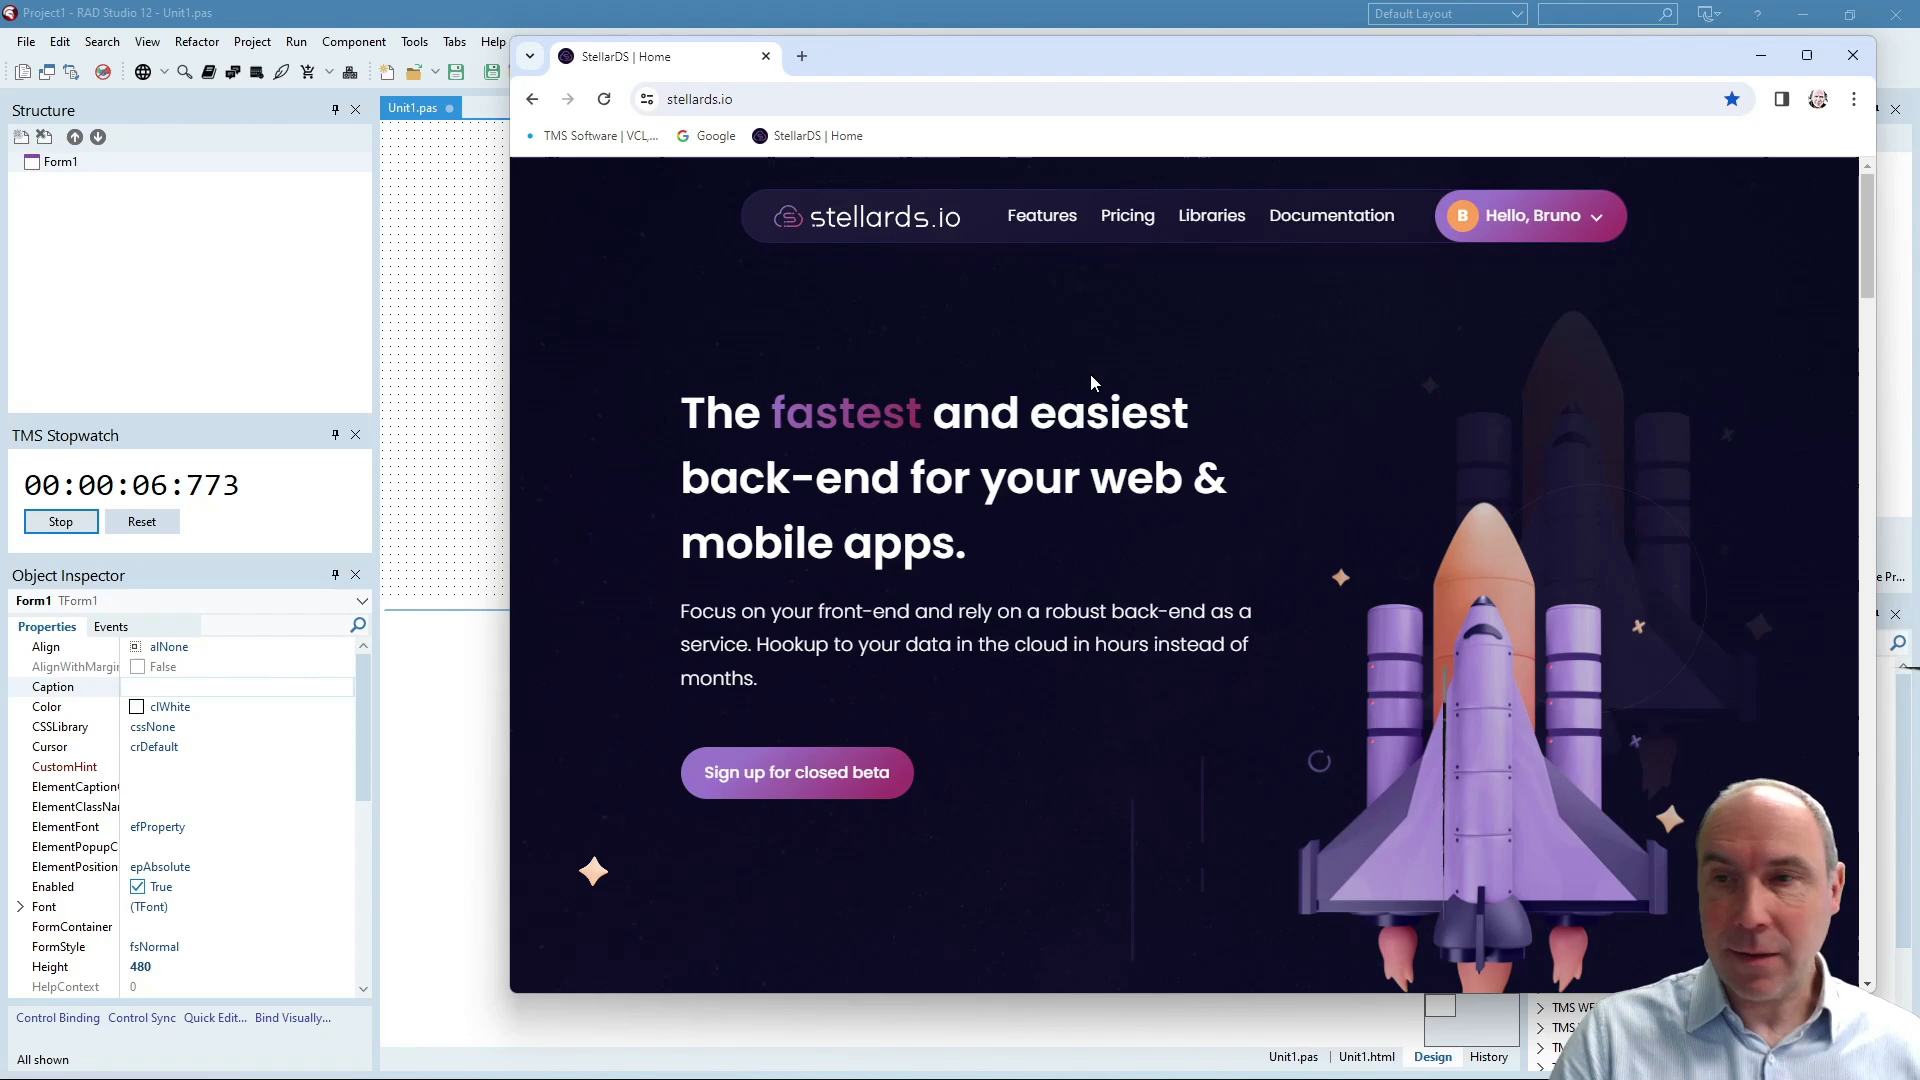 Project1 - RAD Studio 12 - Unit1.pas
Default Layout
?
File Edit Search View Refactor Project Run Component Tools Tabs Help
StellarDS | Home
stellards.io
TMS Software | VCL,... Google StellarDS | Home
Structure
Form1
TMS Stopwatch
00:00:06:773
Stop Reset
Object Inspector
Form1 TForm1
Properties Events
Align alNone
AlignWithMargin False
Caption
Color clWhite
CSSLibrary cssNone
Cursor crDefault
CustomHint
ElementCaption
ElementClassNa
ElementFont efProperty
ElementPopupC
ElementPosition epAbsolute
Enabled True
Font (TFont)
FormContainer
FormStyle fsNormal
Height 480
HelpContext 0
Control Binding Control Sync Quick Edit... Bind Visually...
All shown
Unit1.pas
stellards.io Features Pricing Libraries Documentation B Hello, Bruno
The fastest and easiest
back-end for your web &
mobile apps.
Focus on your front-end and rely on a robust back-end as a
service. Hookup to your data in the cloud in hours instead of
months.
Sign up for closed beta
e Pr...
TMS WE
TMS
Unit1.pas Unit1.html Design History